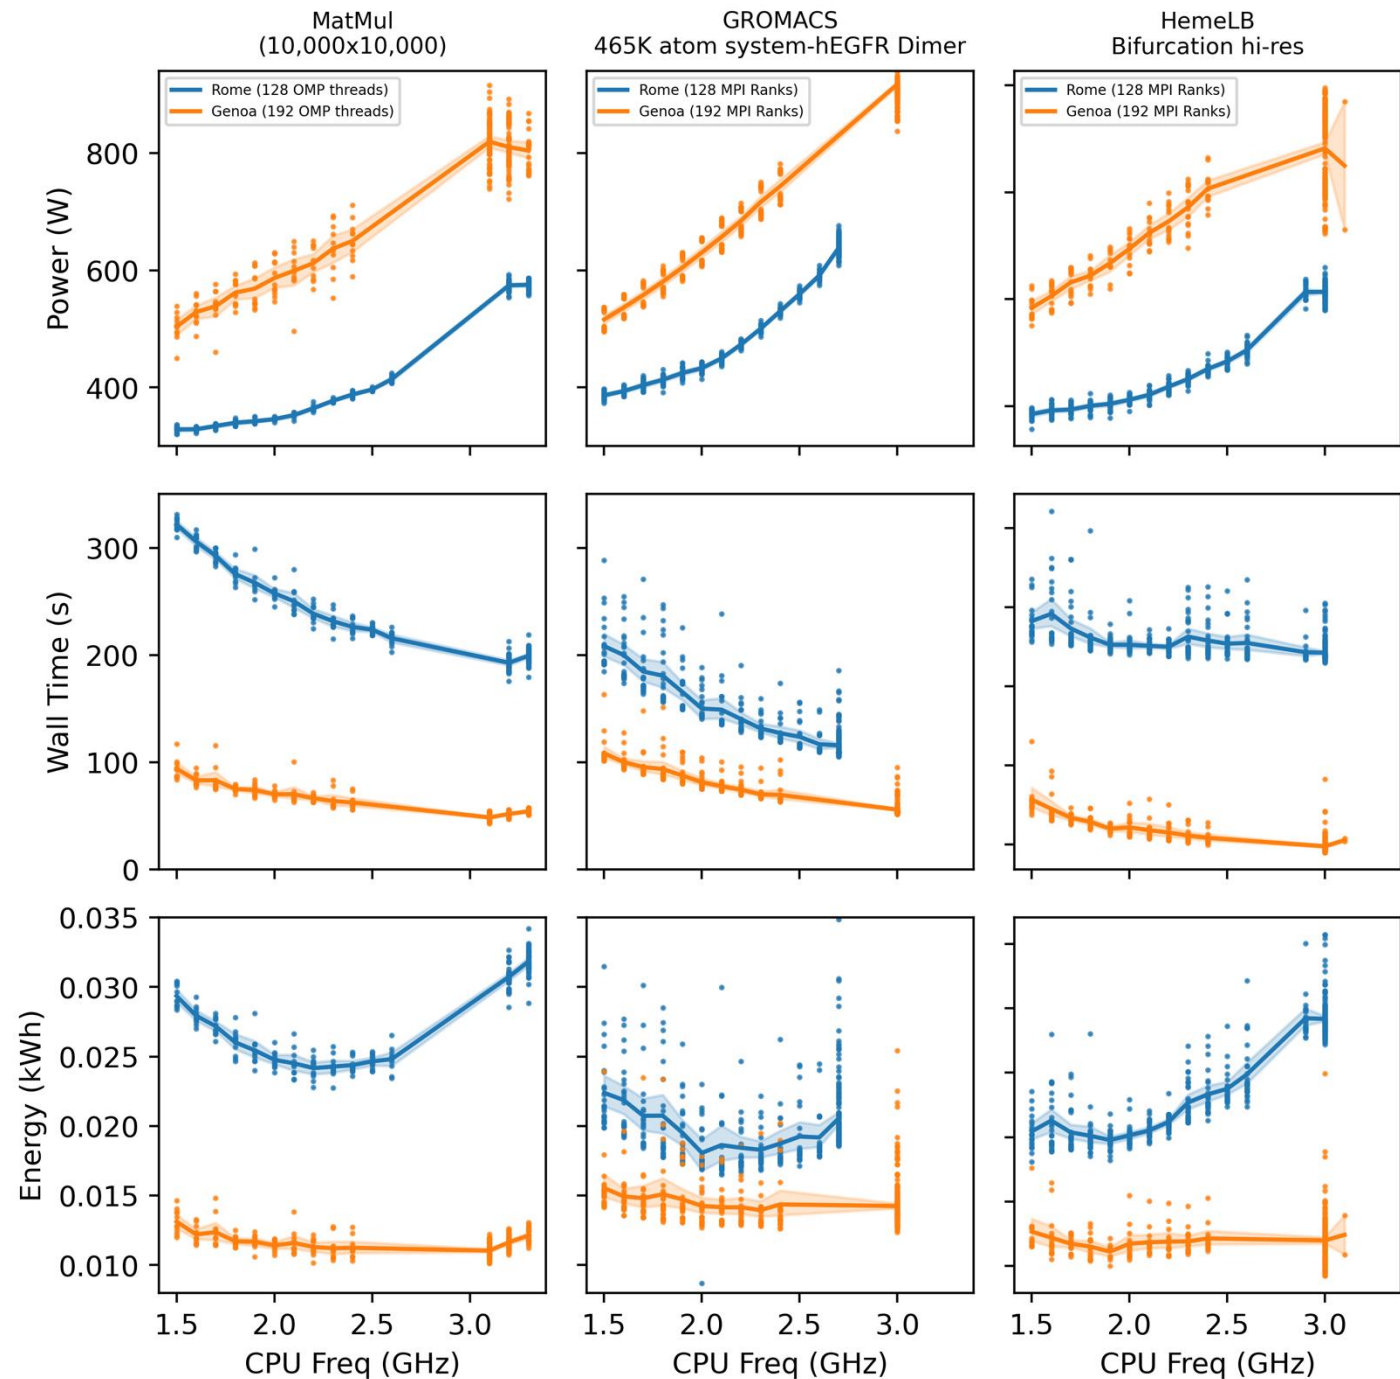 MatMul
(10,000x10,000)
GROMACS
465K atom system-hEGFR Dimer
HemeLB
Bifurcation hi-res
Rome (128 OMP threads)
Genoa (192 OMP threads)
Rome (128 MPI Ranks)
Genoa (192 MPI Ranks)
Rome (128 MPI Ranks)
Genoa (192 MPI Ranks)
Power (W)
800
600
400
Wall Time (s)
300
200
100
0
Energy (kWh)
0.035
0.030
0.025
0.020
0.015
0.010
1.5 2.0 2.5 3.0
1.5 2.0 2.5 3.0
1.5 2.0 2.5 3.0
CPU Freq (GHz)
CPU Freq (GHz)
CPU Freq (GHz)